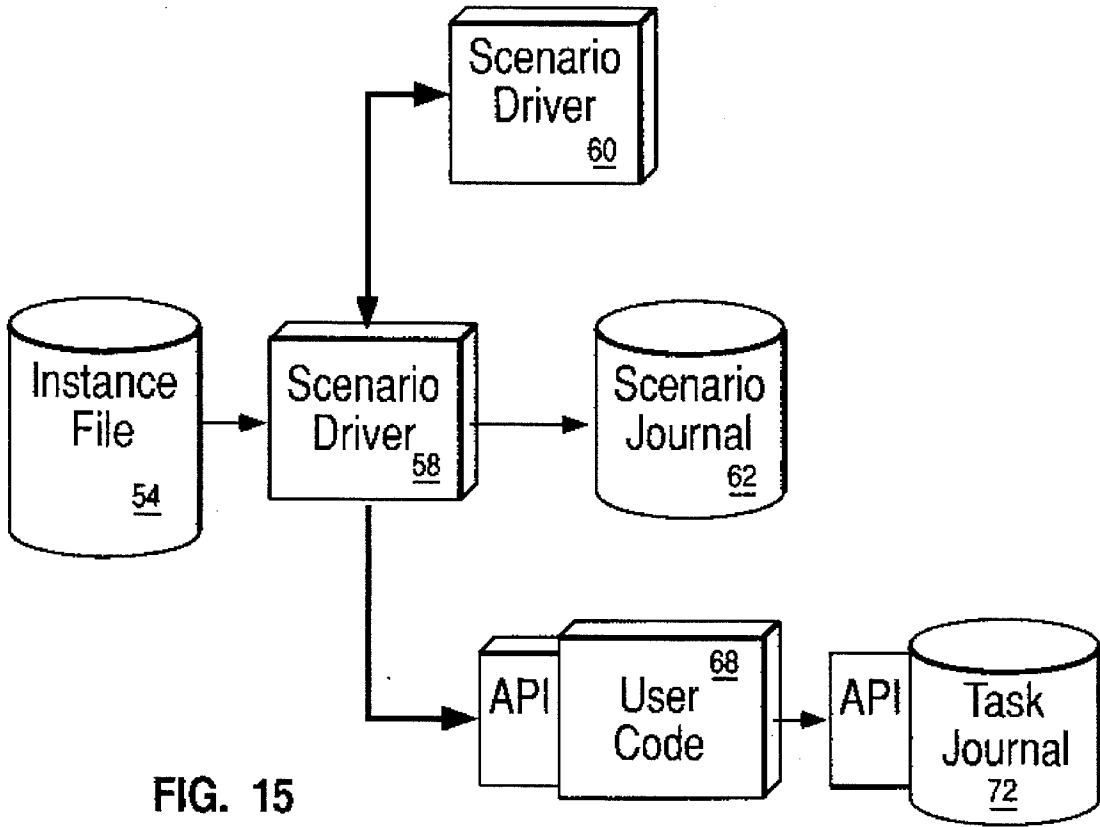 Scenario
Driver
60
Instance
File
54
Scenario
Driver
58
Scenario
Journal
62
API
User
Code
68
API
Task
Journal
72
FIG. 15